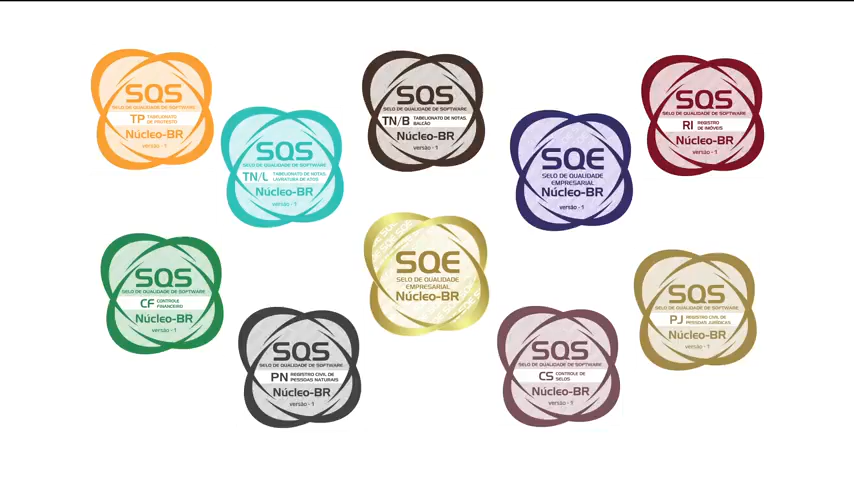 SQS
SELO DE QUALIDADE DE SOFTWARE
TP TABELIONATO DE PROTESTO
Núcleo-BR
versão - 1
SQS
SELO DE QUALIDADE DE SOFTWARE
TN/L TABELIONATO DE NOTAS, LAVRATURA DE ATOS
Núcleo-BR
versão - 1
SQS
SELO DE QUALIDADE DE SOFTWARE
TN/B TABELIONATO DE NOTAS, BALCÃO
Núcleo-BR
versão - 1
SQE
SELO DE QUALIDADE
EMPRESARIAL
Núcleo-BR
versão - 1
SQS
SELO DE QUALIDADE DE SOFTWARE
RI REGISTRO DE IMÓVEIS
Núcleo-BR
versão - 1
SQS
SELO DE QUALIDADE DE SOFTWARE
CF CONTROLE FINANCEIRO
Núcleo-BR
versão - 1
SQS
SELO DE QUALIDADE DE SOFTWARE
PN REGISTRO CIVIL DE PESSOAS NATURAIS
Núcleo-BR
versão - 1
SQE
SELO DE QUALIDADE
EMPRESARIAL
Núcleo-BR
SQS
SELO DE QUALIDADE DE SOFTWARE
CS CONTROLE DE SELOS
Núcleo-BR
versão - 1
SQS
SELO DE QUALIDADE DE SOFTWARE
PJ REGISTRO CIVIL DE PESSOAS JURÍDICAS
Núcleo-BR
versão - 1